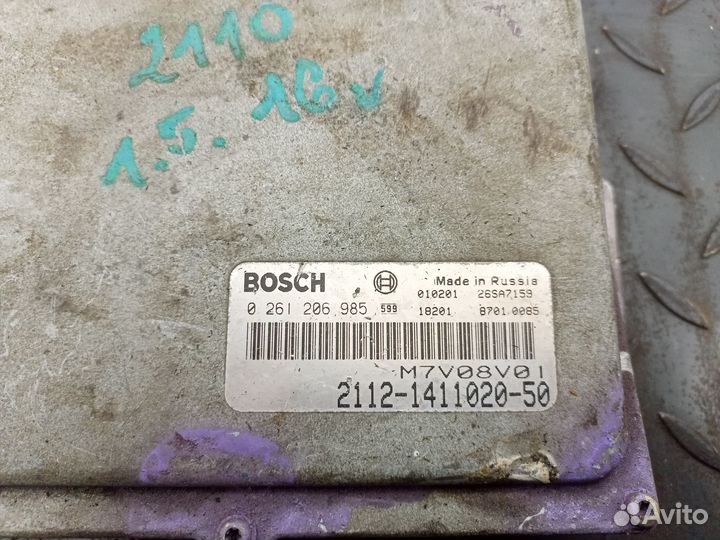 2110
1.5. 16v
BOSCH Made in Russia
010201 26SA7159
0 261 206 985 599 18201 8701.0085
M7V08V01
2112-1411020-50
Avito